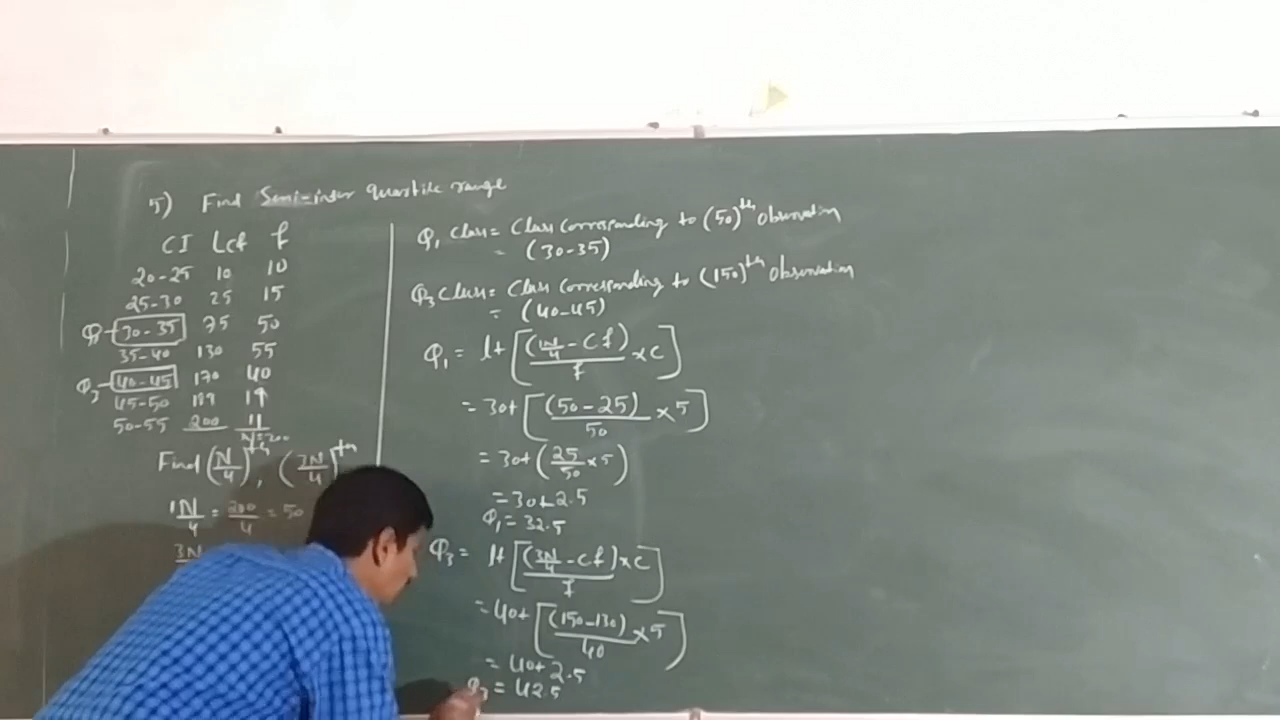 5) Find Semi-inter quartile range
CI Lcf f
20-25 10 10
25-30 25 15
Q1 30-35 75 50
35-40 130 55
Q3 40-45 170 40
45-50 189 19
50-55 200 11
N=200
Find (N/4)th, (3N/4)th
1N/4 = 200/4 = 50
3N
Q1 Class = Class Corresponding to (50)th Observation
= (30-35)
Q3 Class = Class Corresponding to (150)th Observation
= (40-45)
Q1 = l+[(1N/4 - Cf)/f × C]
= 30+[(50-25)/50 × 5]
= 30+(25/50 × 5)
= 30+2.5
Q1 = 32.5
Q3 = l+[(3N/4 - Cf)/f × C]
= 40+[(150-130)/40 × 5]
= 40+2.5
Q3 = 42.5